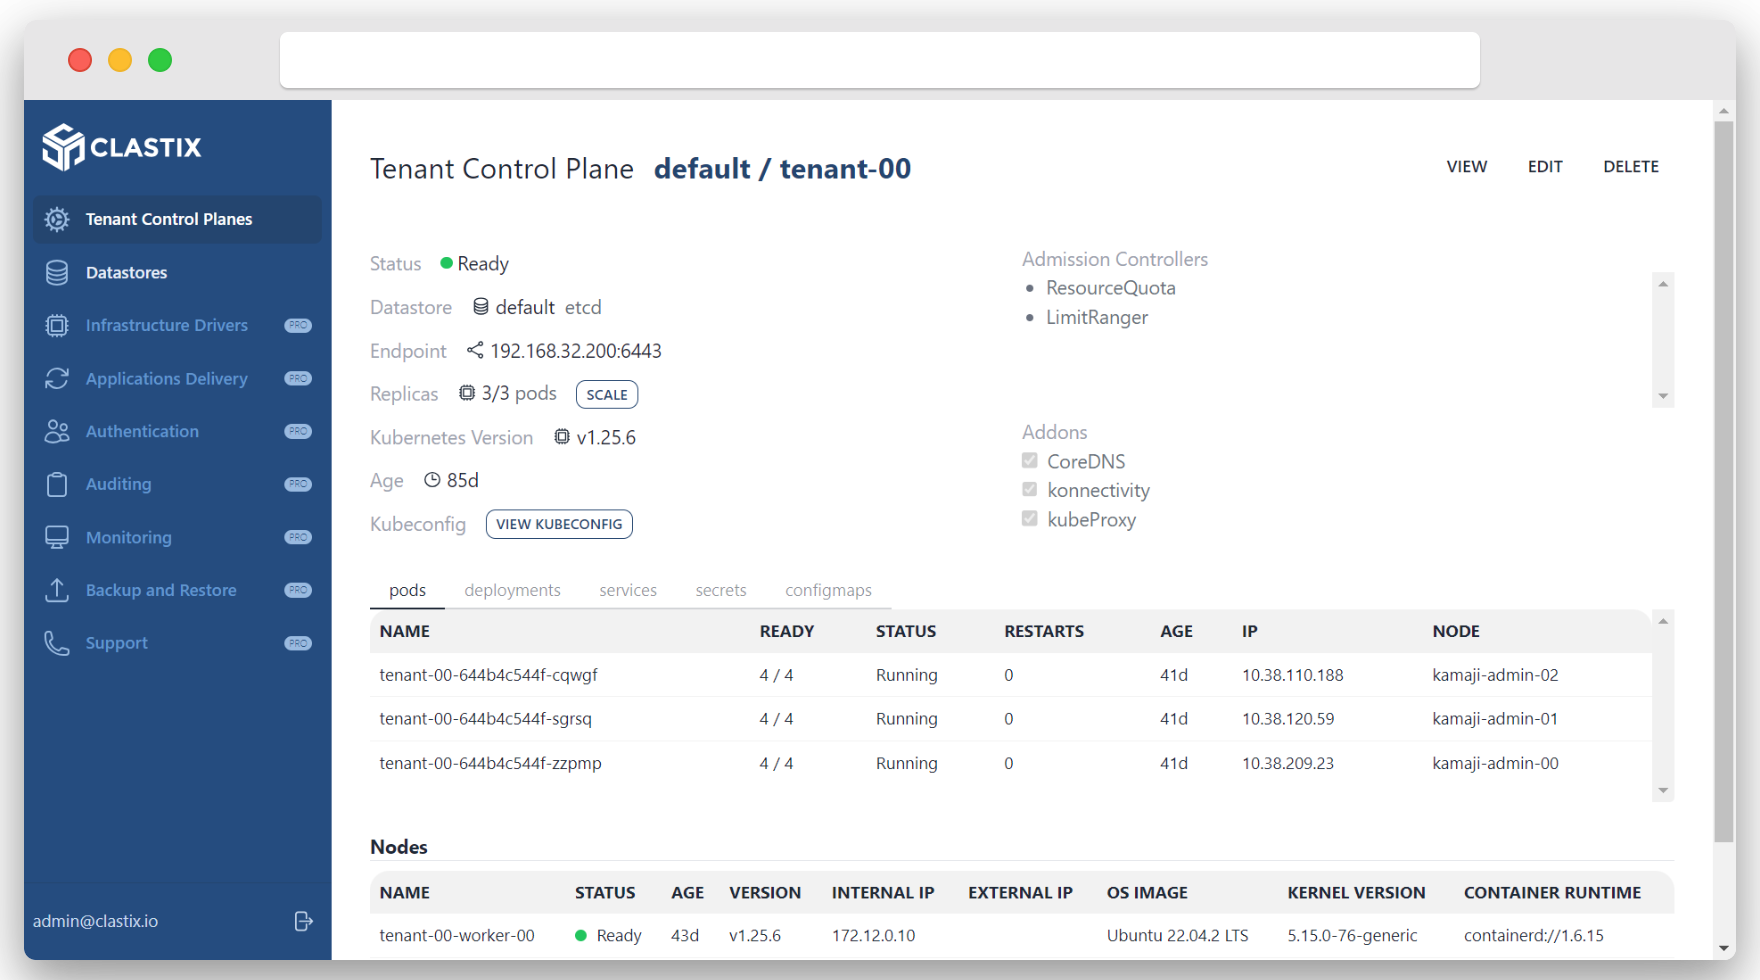 CLASTIX
Tenant Control Planes
Datastores
Infrastructure Drivers PRO
Applications Delivery PRO
Authentication PRO
Auditing PRO
Monitoring PRO
Backup and Restore PRO
Support PRO
admin@clastix.io
Tenant Control Plane default / tenant-00
VIEW EDIT DELETE
Status Ready
Datastore default etcd
Endpoint 192.168.32.200:6443
Replicas 3/3 pods SCALE
Kubernetes Version v1.25.6
Age 85d
Kubeconfig VIEW KUBECONFIG
Admission Controllers
ResourceQuota
LimitRanger
Addons
CoreDNS
konnectivity
kubeProxy
pods deployments services secrets configmaps
NAME READY STATUS RESTARTS AGE IP NODE
tenant-00-644b4c544f-cqwgf 4 / 4 Running 0 41d 10.38.110.188 kamaji-admin-02
tenant-00-644b4c544f-sgrsq 4 / 4 Running 0 41d 10.38.120.59 kamaji-admin-01
tenant-00-644b4c544f-zzpmp 4 / 4 Running 0 41d 10.38.209.23 kamaji-admin-00
Nodes
NAME STATUS AGE VERSION INTERNAL IP EXTERNAL IP OS IMAGE KERNEL VERSION CONTAINER RUNTIME
tenant-00-worker-00 Ready 43d v1.25.6 172.12.0.10 Ubuntu 22.04.2 LTS 5.15.0-76-generic containerd://1.6.15